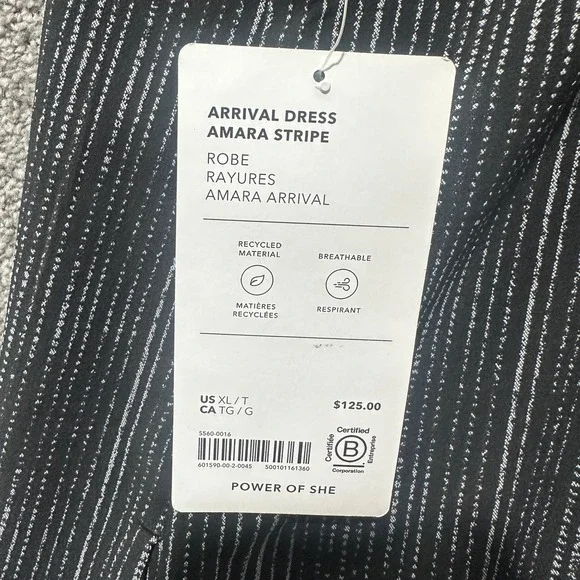 ARRIVAL DRESS
AMARA STRIPE
ROBE
RAYURES
AMARA ARRIVAL
RECYCLED
MATERIAL
BREATHABLE
MATIÈRES
RECYCLÉES
RESPIRANT
US XL / T
CA TG / G
$125.00
5560-0016
601590-00-2-0045 500101161360
Certified
Certifiée
B
Entreprise
Corporation
POWER OF SHE